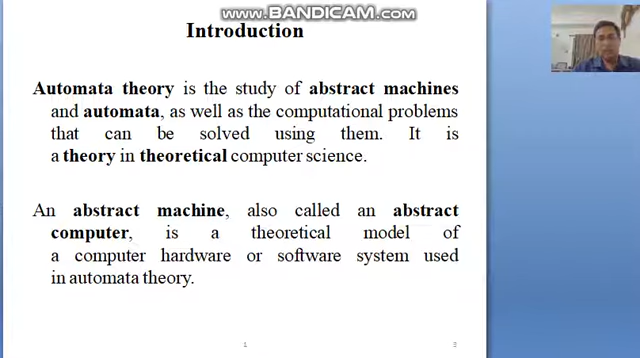 www.BANDICAM.com
Introduction
Automata theory is the study of abstract machines
and automata, as well as the computational problems
that can be solved using them. It is
a theory in theoretical computer science.
An abstract machine, also called an abstract
computer, is a theoretical model of
a computer hardware or software system used
in automata theory.
1
2